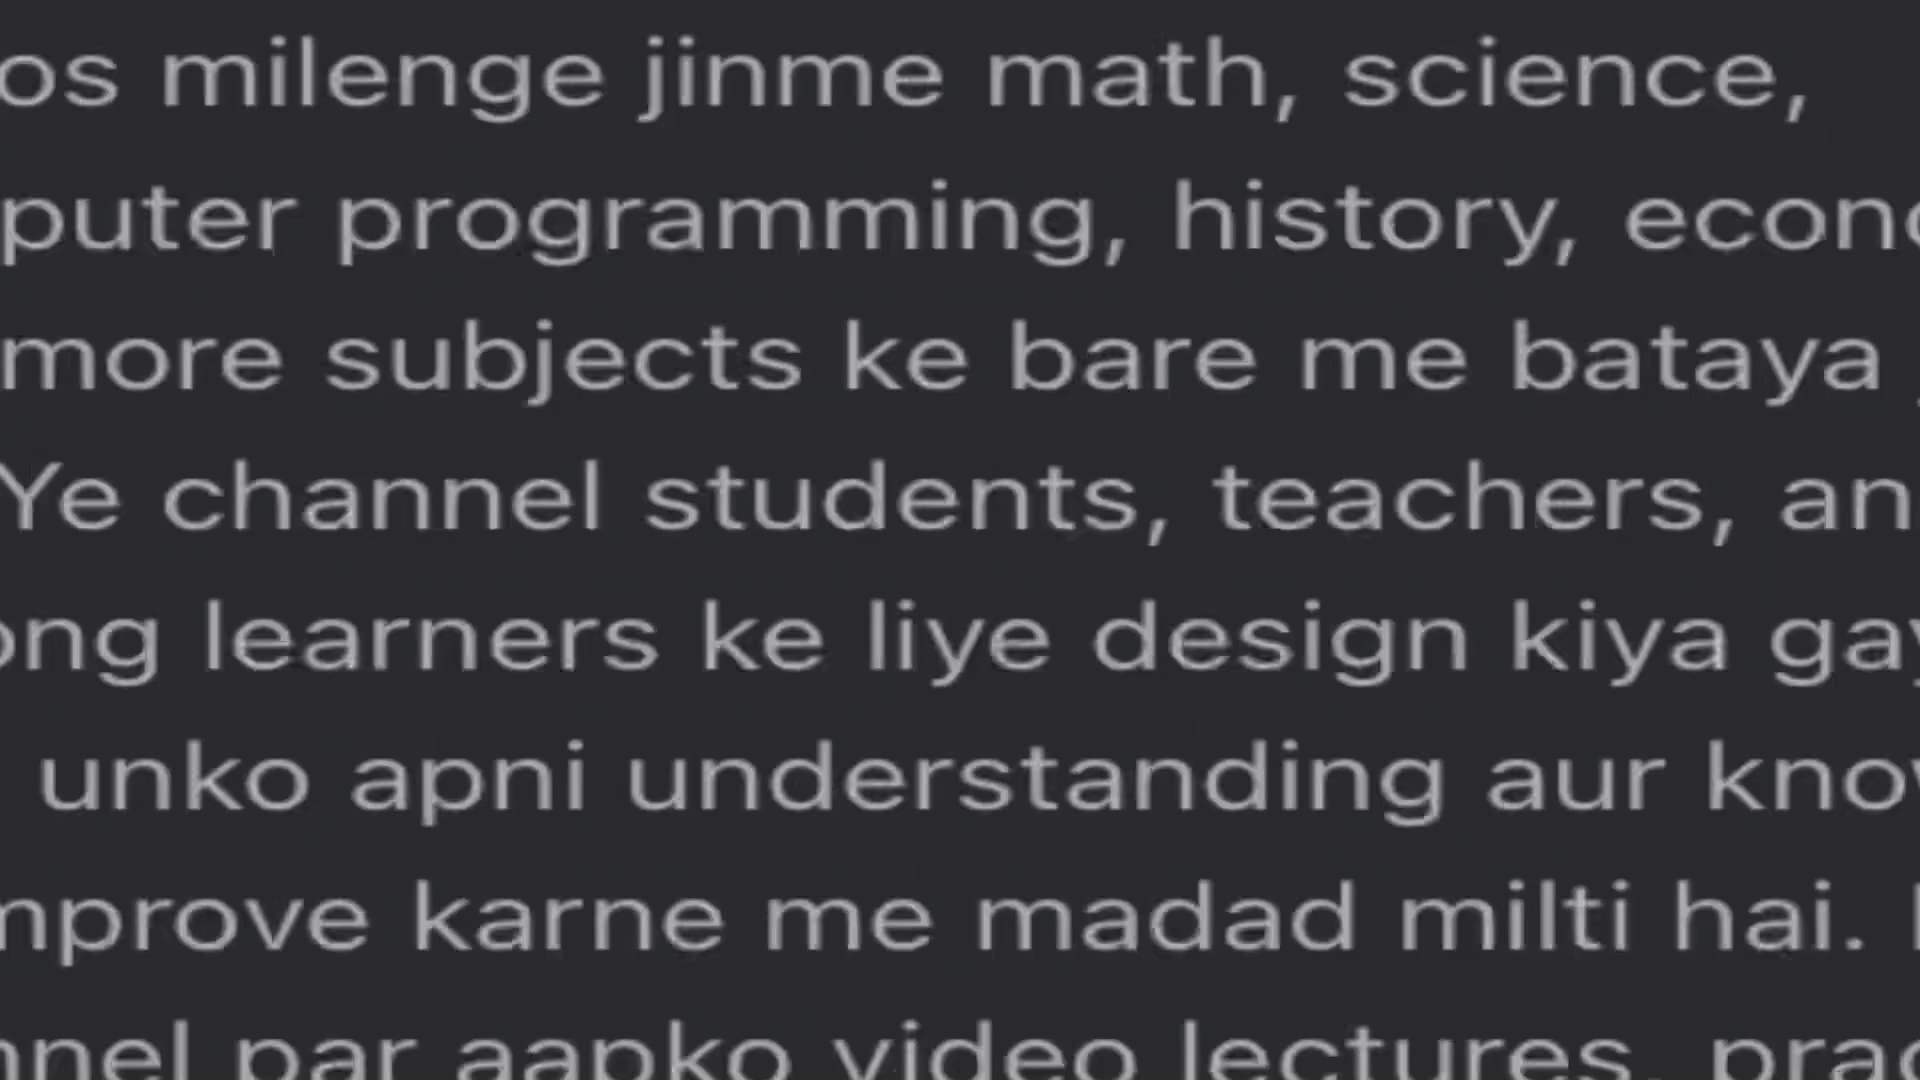 os milenge jinme math, science,
puter programming, history, econo
more subjects ke bare me bataya
Ye channel students, teachers, an
ong learners ke liye design kiya gay
unko apni understanding aur know
mprove karne me madad milti hai.
nnel par aapko video lectures, prac